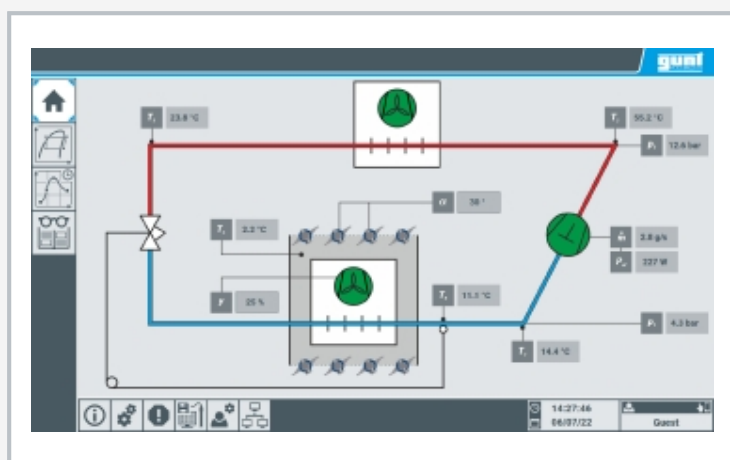 gunt
23.8 °C
55.2 °C
12.6 bar
α 38 °
2.2 °C
2.8 g/s
227 W
25 %
11.1 °C
4.3 bar
14.4 °C
14:27:46
06/07/22
Guest